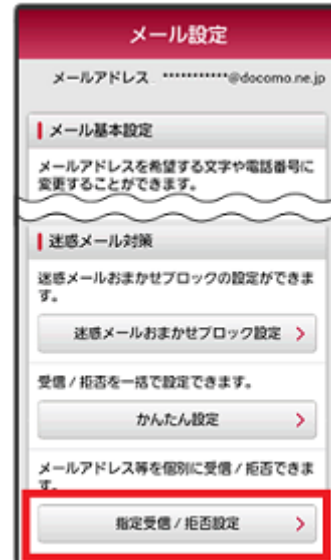 メール設定
メールアドレス ***********@docomo.ne.jp
メール基本設定
メールアドレスを希望する文字や電話番号に
変更することができます。
迷惑メール対策
迷惑メールおまかせブロックの設定ができま
す。
迷惑メールおまかせブロック設定
受信/拒否を一括で設定できます。
かんたん設定
メールアドレス等を個別に受信/拒否できま
す。
指定受信/拒否設定